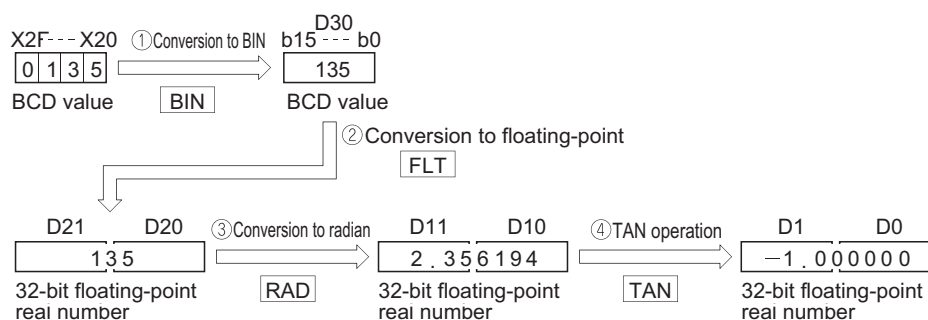 D30
X2F --- X20 ①Conversion to BIN b15 --- b0
0 1 3 5 135
BCD value BIN BCD value
②Conversion to floating-point
FLT
D21 D20 ③Conversion to radian D11 D10 ④TAN operation D1 D0
135 2.356194 −1.000000
32-bit floating-point RAD 32-bit floating-point TAN 32-bit floating-point
real number real number real number